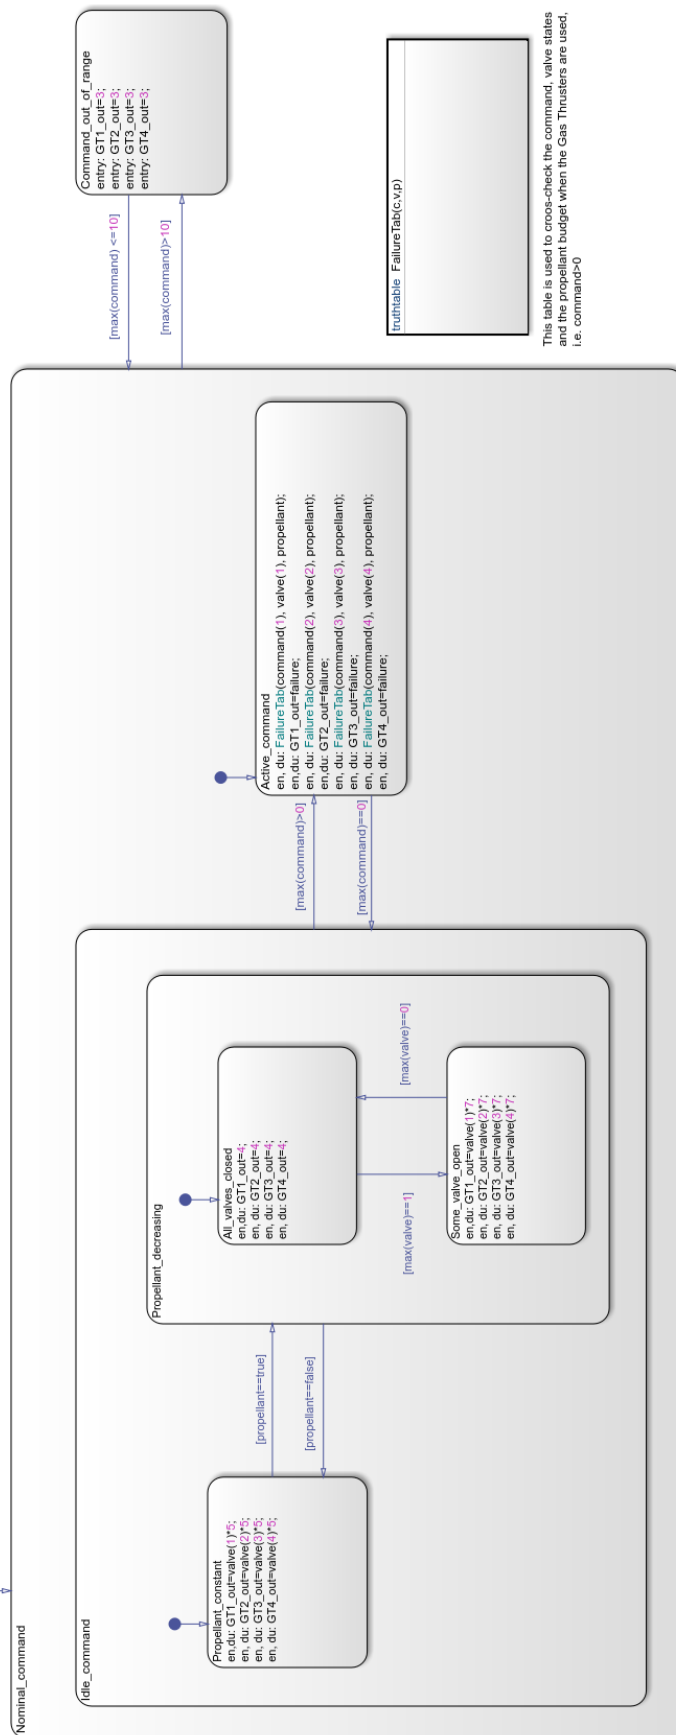 Nominal_command
Idle_command
Propellant_constant
en,du: GT1_out=valve(1)*5;
en, du: GT2_out=valve(2)*5;
en, du: GT3_out=valve(3)*5;
en, du: GT4_out=valve(4)*5;
[propellant==true]
[propellant==false]
Propellant_decreasing
All_valves_closed
en,du: GT1_out=4;
en, du: GT2_out=4;
en, du: GT3_out=4;
en, du: GT4_out=4;
[max(valve)==1]
[max(valve)==0]
Some_valve_open
en,du: GT1_out=valve(1)*7;
en, du: GT2_out=valve(2)*7;
en, du: GT3_out=valve(3)*7;
en, du: GT4_out=valve(4)*7;
[max(command)>0]
[max(command)==0]
Active_command
en, du: FailureTab(command(1), valve(1), propellant);
en,du: GT1_out=failure;
en, du: FailureTab(command(2), valve(2), propellant);
en,du: GT2_out=failure;
en, du: FailureTab(command(3), valve(3), propellant);
en, du: GT3_out=failure;
en, du: FailureTab(command(4), valve(4), propellant);
en, du: GT4_out=failure;
[max(command) <=10]
[max(command)>10]
Command_out_of_range
entry: GT1_out=3;
entry: GT2_out=3;
entry: GT3_out=3;
entry: GT4_out=3;
truthtable FailureTab(c,v,p)
This table is used to croos-check the command, valve states
and the propellant budget when the Gas Thrusters are used,
i.e. command>0